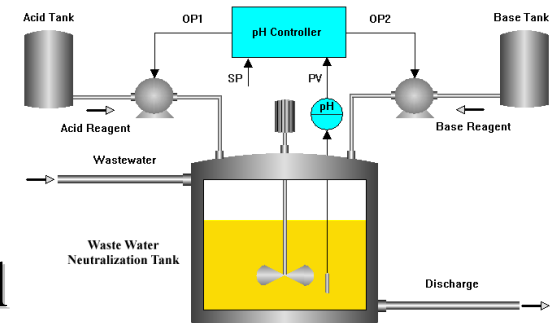 Acid Tank
OP1
OP2
Base Tank
pH Controller
SP
PV
pH
Acid Reagent
Base Reagent
Wastewater
Waste Water
Neutralization Tank
Discharge